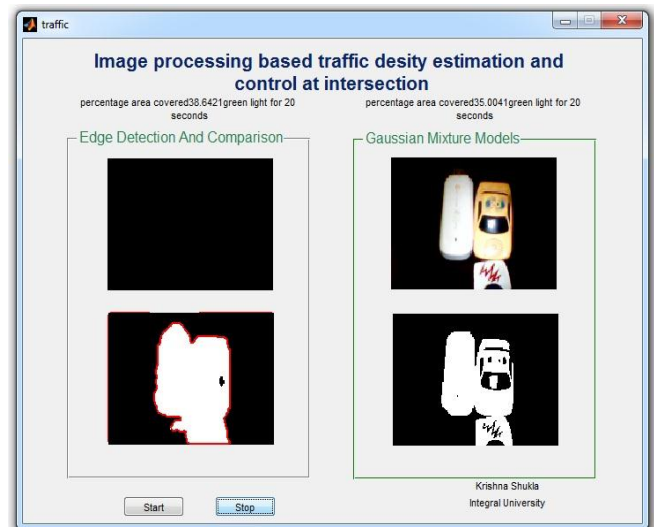 traffic
Image processing based traffic desity estimation and
control at intersection
percentage area covered38.6421green light for 20
seconds
percentage area covered35.0041green light for 20
seconds
Edge Detection And Comparison
Gaussian Mixture Models
Krishna Shukla
Integral University
Start
Stop